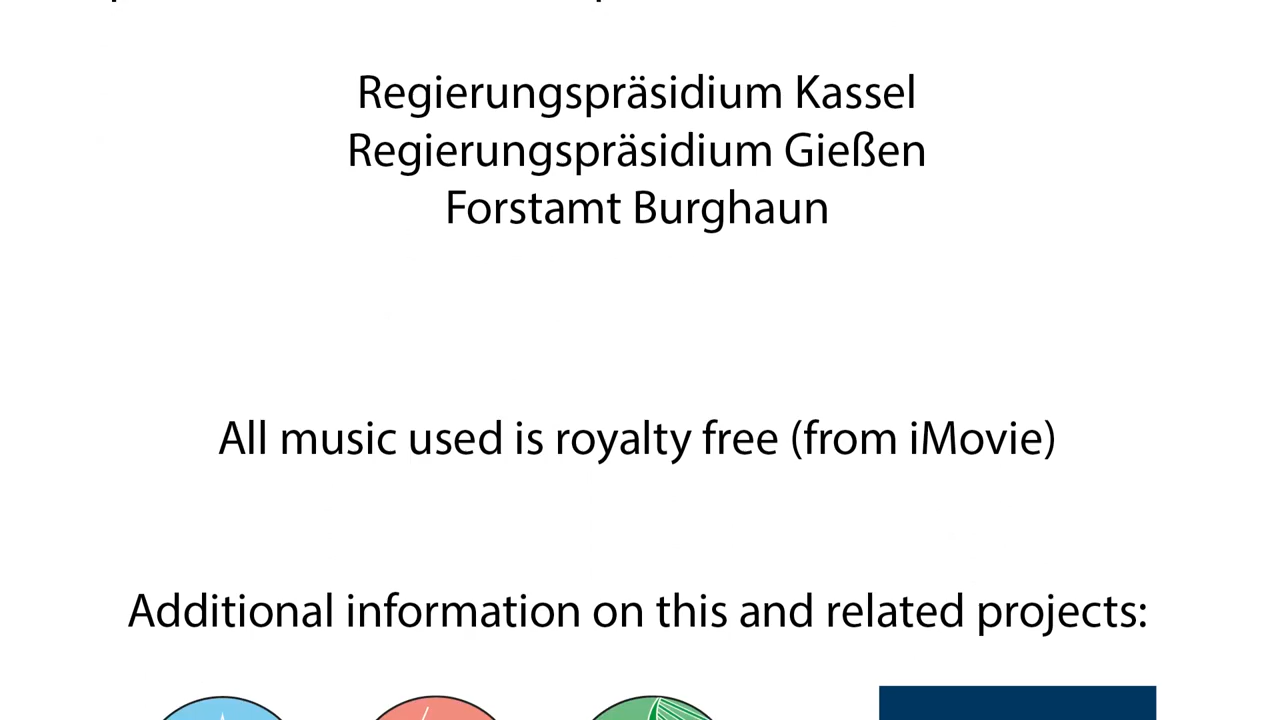 Regierungspräsidium Kassel
Regierungspräsidium Gießen
Forstamt Burghaun
All music used is royalty free (from iMovie)
Additional information on this and related projects: